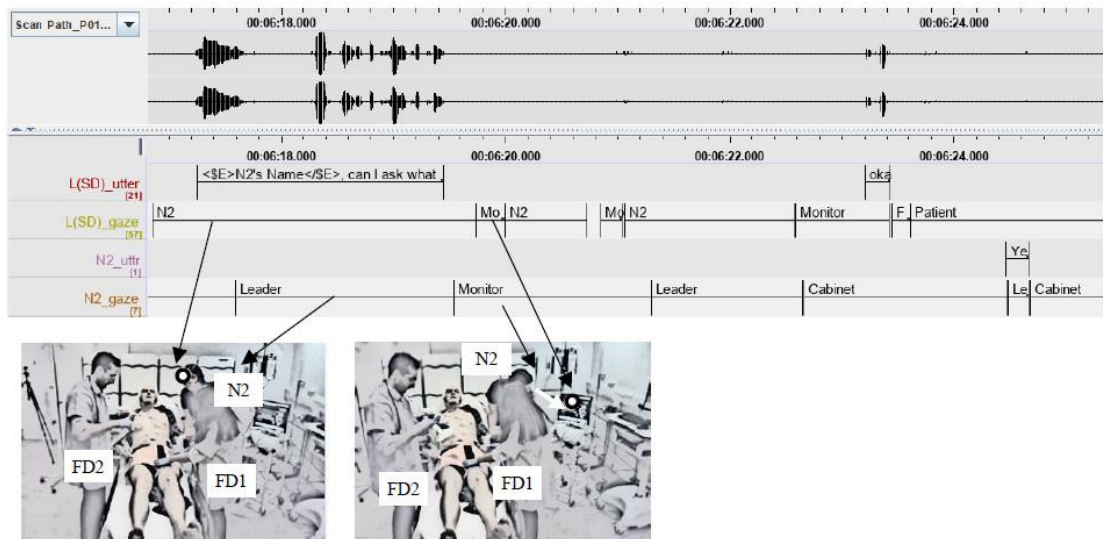 Scan Path_P01...
00:06:18.000 00:06:20.000 00:06:22.000 00:06:24.000
00:06:18.000 00:06:20.000 00:06:22.000 00:06:24.000
L(SD)_utter <$E>N2's Name</$E>, can I ask what oka
[21]
L(SD)_gaze N2 Mo N2 Mo N2 Monitor F Patient
[57]
N2_uttr Ye
[1]
N2_gaze Leader Monitor Leader Cabinet Le Cabinet
[7]
N2
FD2
FD1
N2
FD2
FD1